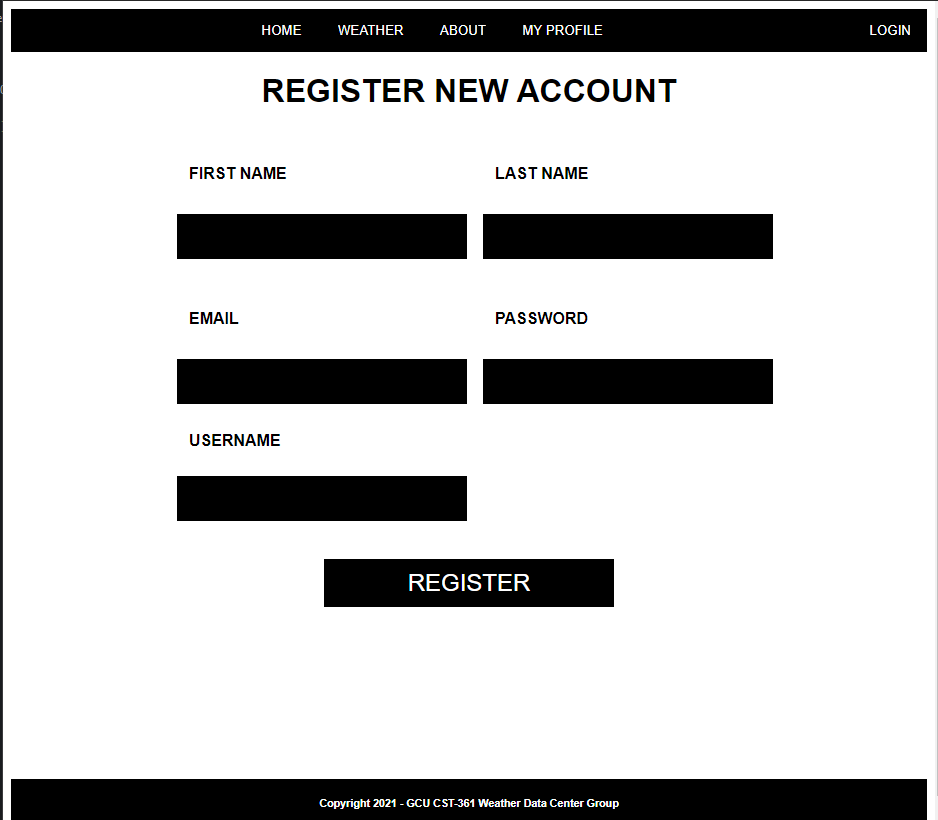 HOME WEATHER ABOUT MY PROFILE LOGIN
REGISTER NEW ACCOUNT
FIRST NAME LAST NAME
EMAIL PASSWORD
USERNAME
REGISTER
Copyright 2021 - GCU CST-361 Weather Data Center Group